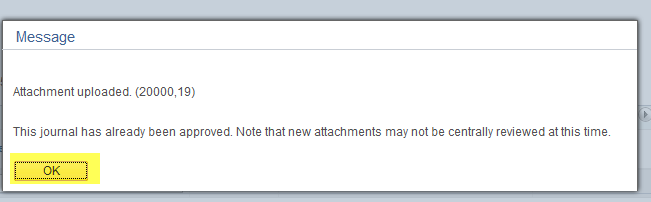 Message
Attachment uploaded. (20000,19)
This journal has already been approved. Note that new attachments may not be centrally reviewed at this time.
OK